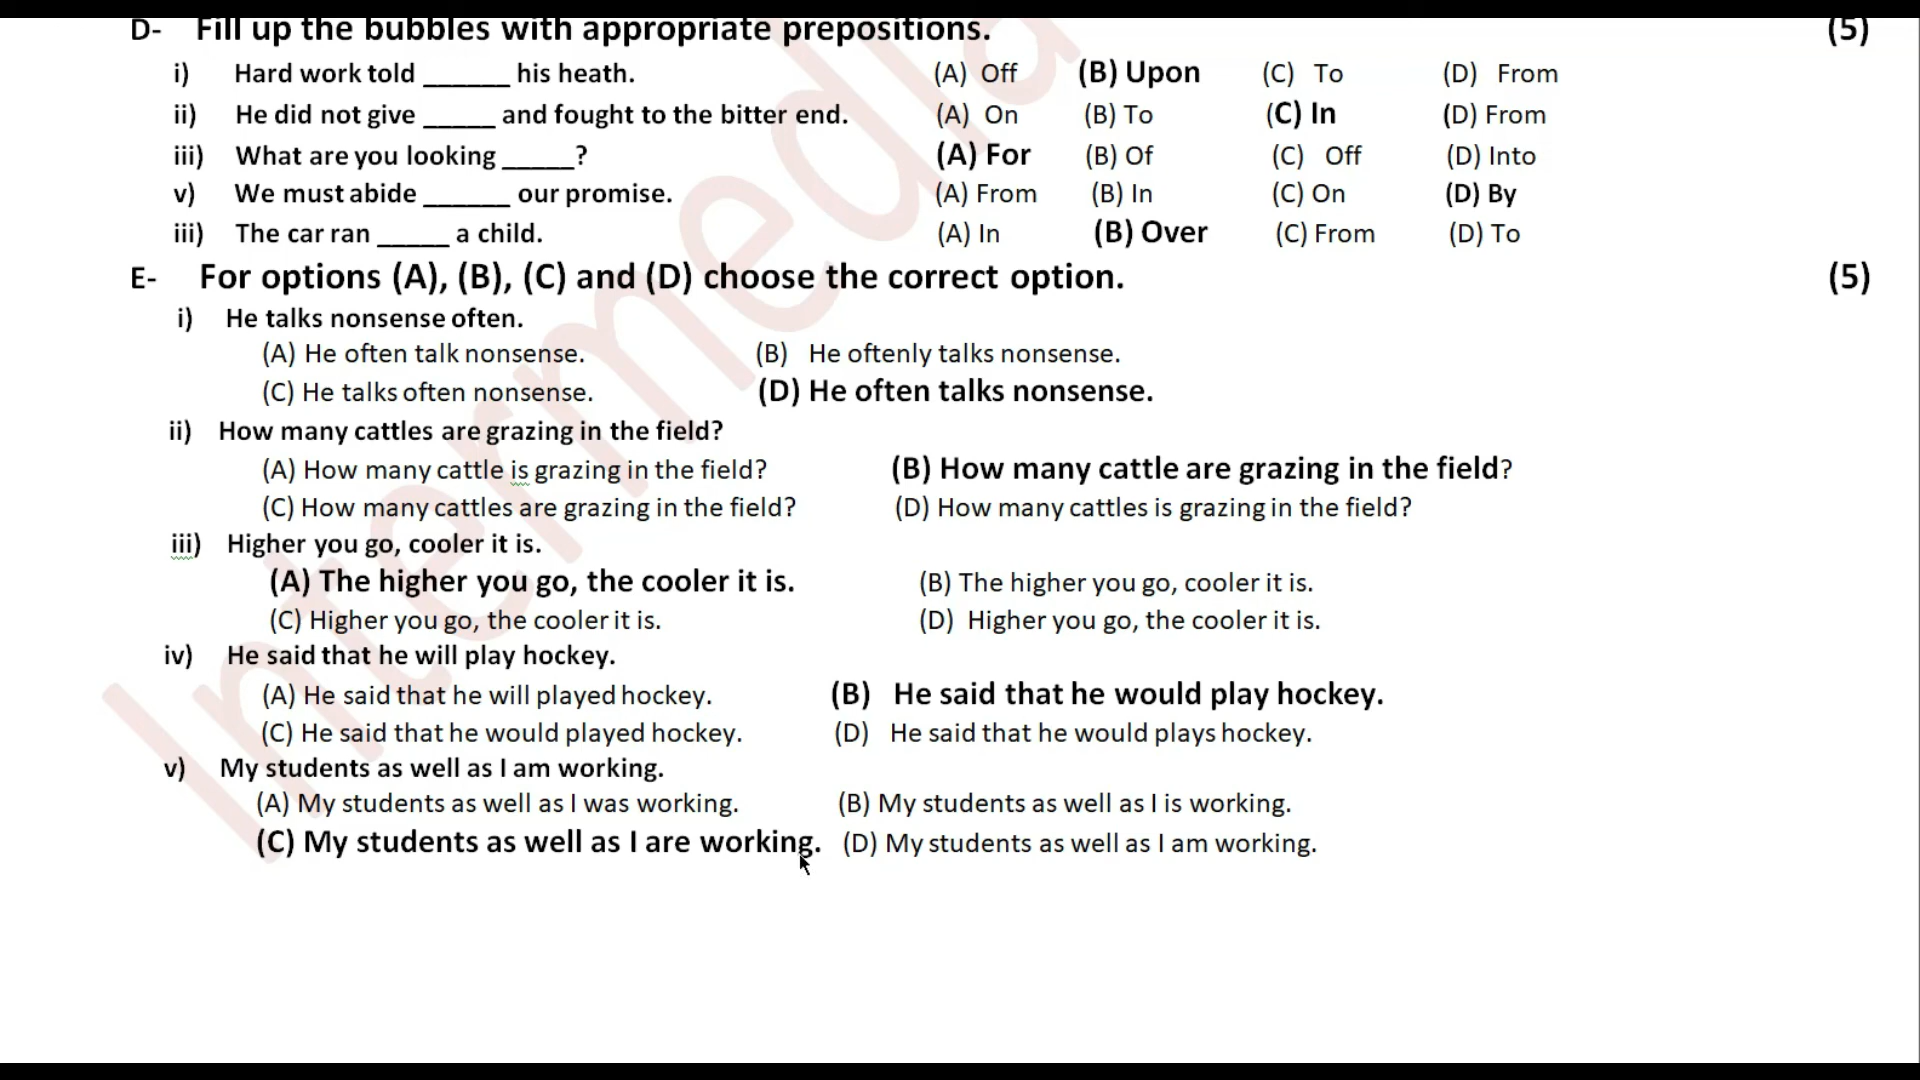 D- Fill up the bubbles with appropriate prepositions. (5)
i) Hard work told ______ his heath. (A) Off (B) Upon (C) To (D) From
ii) He did not give _____ and fought to the bitter end. (A) On (B) To (C) In (D) From
iii) What are you looking _____? (A) For (B) Of (C) Off (D) Into
v) We must abide ______ our promise. (A) From (B) In (C) On (D) By
iii) The car ran _____ a child. (A) In (B) Over (C) From (D) To
E- For options (A), (B), (C) and (D) choose the correct option. (5)
i) He talks nonsense often.
(A) He often talk nonsense. (B) He oftenly talks nonsense.
(C) He talks often nonsense. (D) He often talks nonsense.
ii) How many cattles are grazing in the field?
(A) How many cattle is grazing in the field? (B) How many cattle are grazing in the field?
(C) How many cattles are grazing in the field? (D) How many cattles is grazing in the field?
iii) Higher you go, cooler it is.
(A) The higher you go, the cooler it is. (B) The higher you go, cooler it is.
(C) Higher you go, the cooler it is. (D) Higher you go, the cooler it is.
iv) He said that he will play hockey.
(A) He said that he will played hockey. (B) He said that he would play hockey.
(C) He said that he would played hockey. (D) He said that he would plays hockey.
v) My students as well as I am working.
(A) My students as well as I was working. (B) My students as well as I is working.
(C) My students as well as I are working. (D) My students as well as I am working.